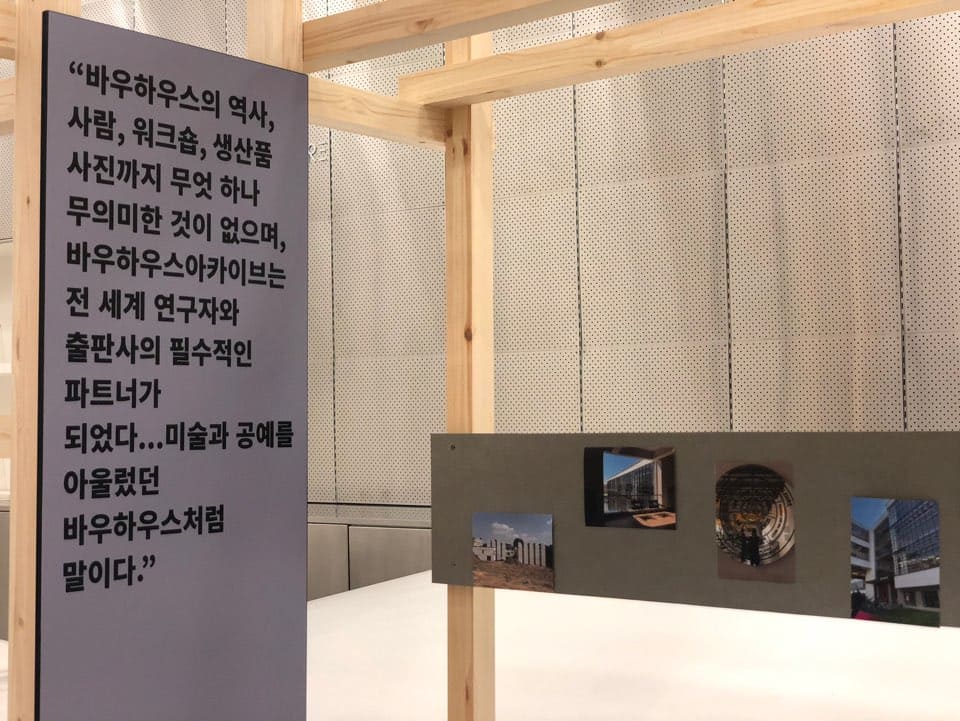 “바우하우스의 역사,
사람, 워크숍, 생산품
사진까지 무엇 하나
무의미한 것이 없으며,
바우하우스아카이브는
전 세계 연구자와
출판사의 필수적인
파트너가
되었다...미술과 공예를
아울렀던
바우하우스처럼
말이다.”